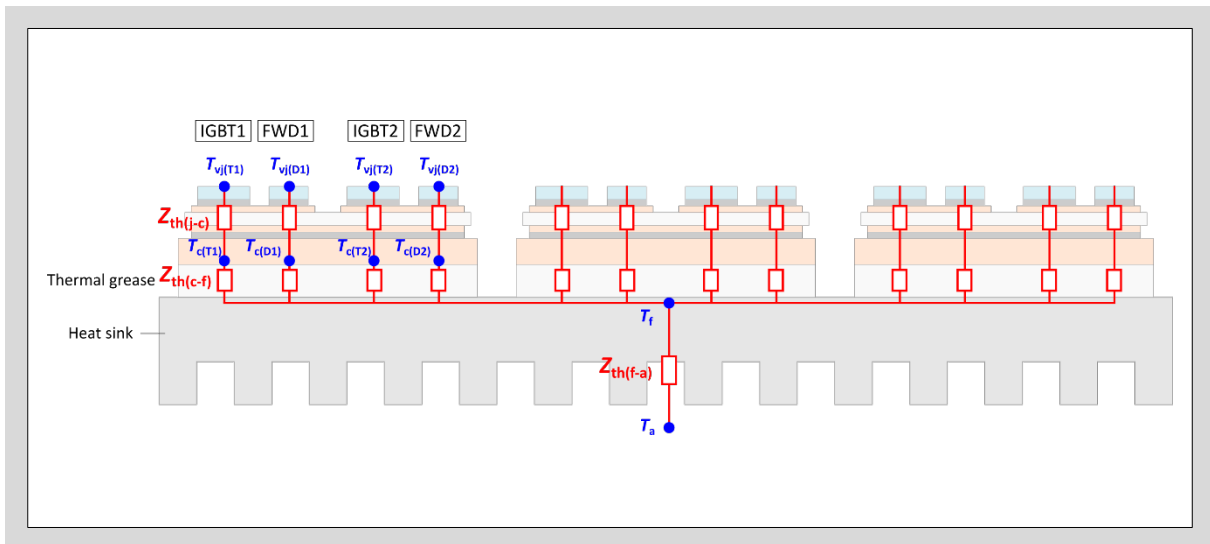 IGBT1 FWD1 IGBT2 FWD2
Tvj(T1) Tvj(D1) Tvj(T2) Tvj(D2)
Zth(j-c)
Tc(T1) Tc(D1) Tc(T2) Tc(D2)
Thermal grease Zth(c-f)
Tf
Heat sink
Zth(f-a)
Ta